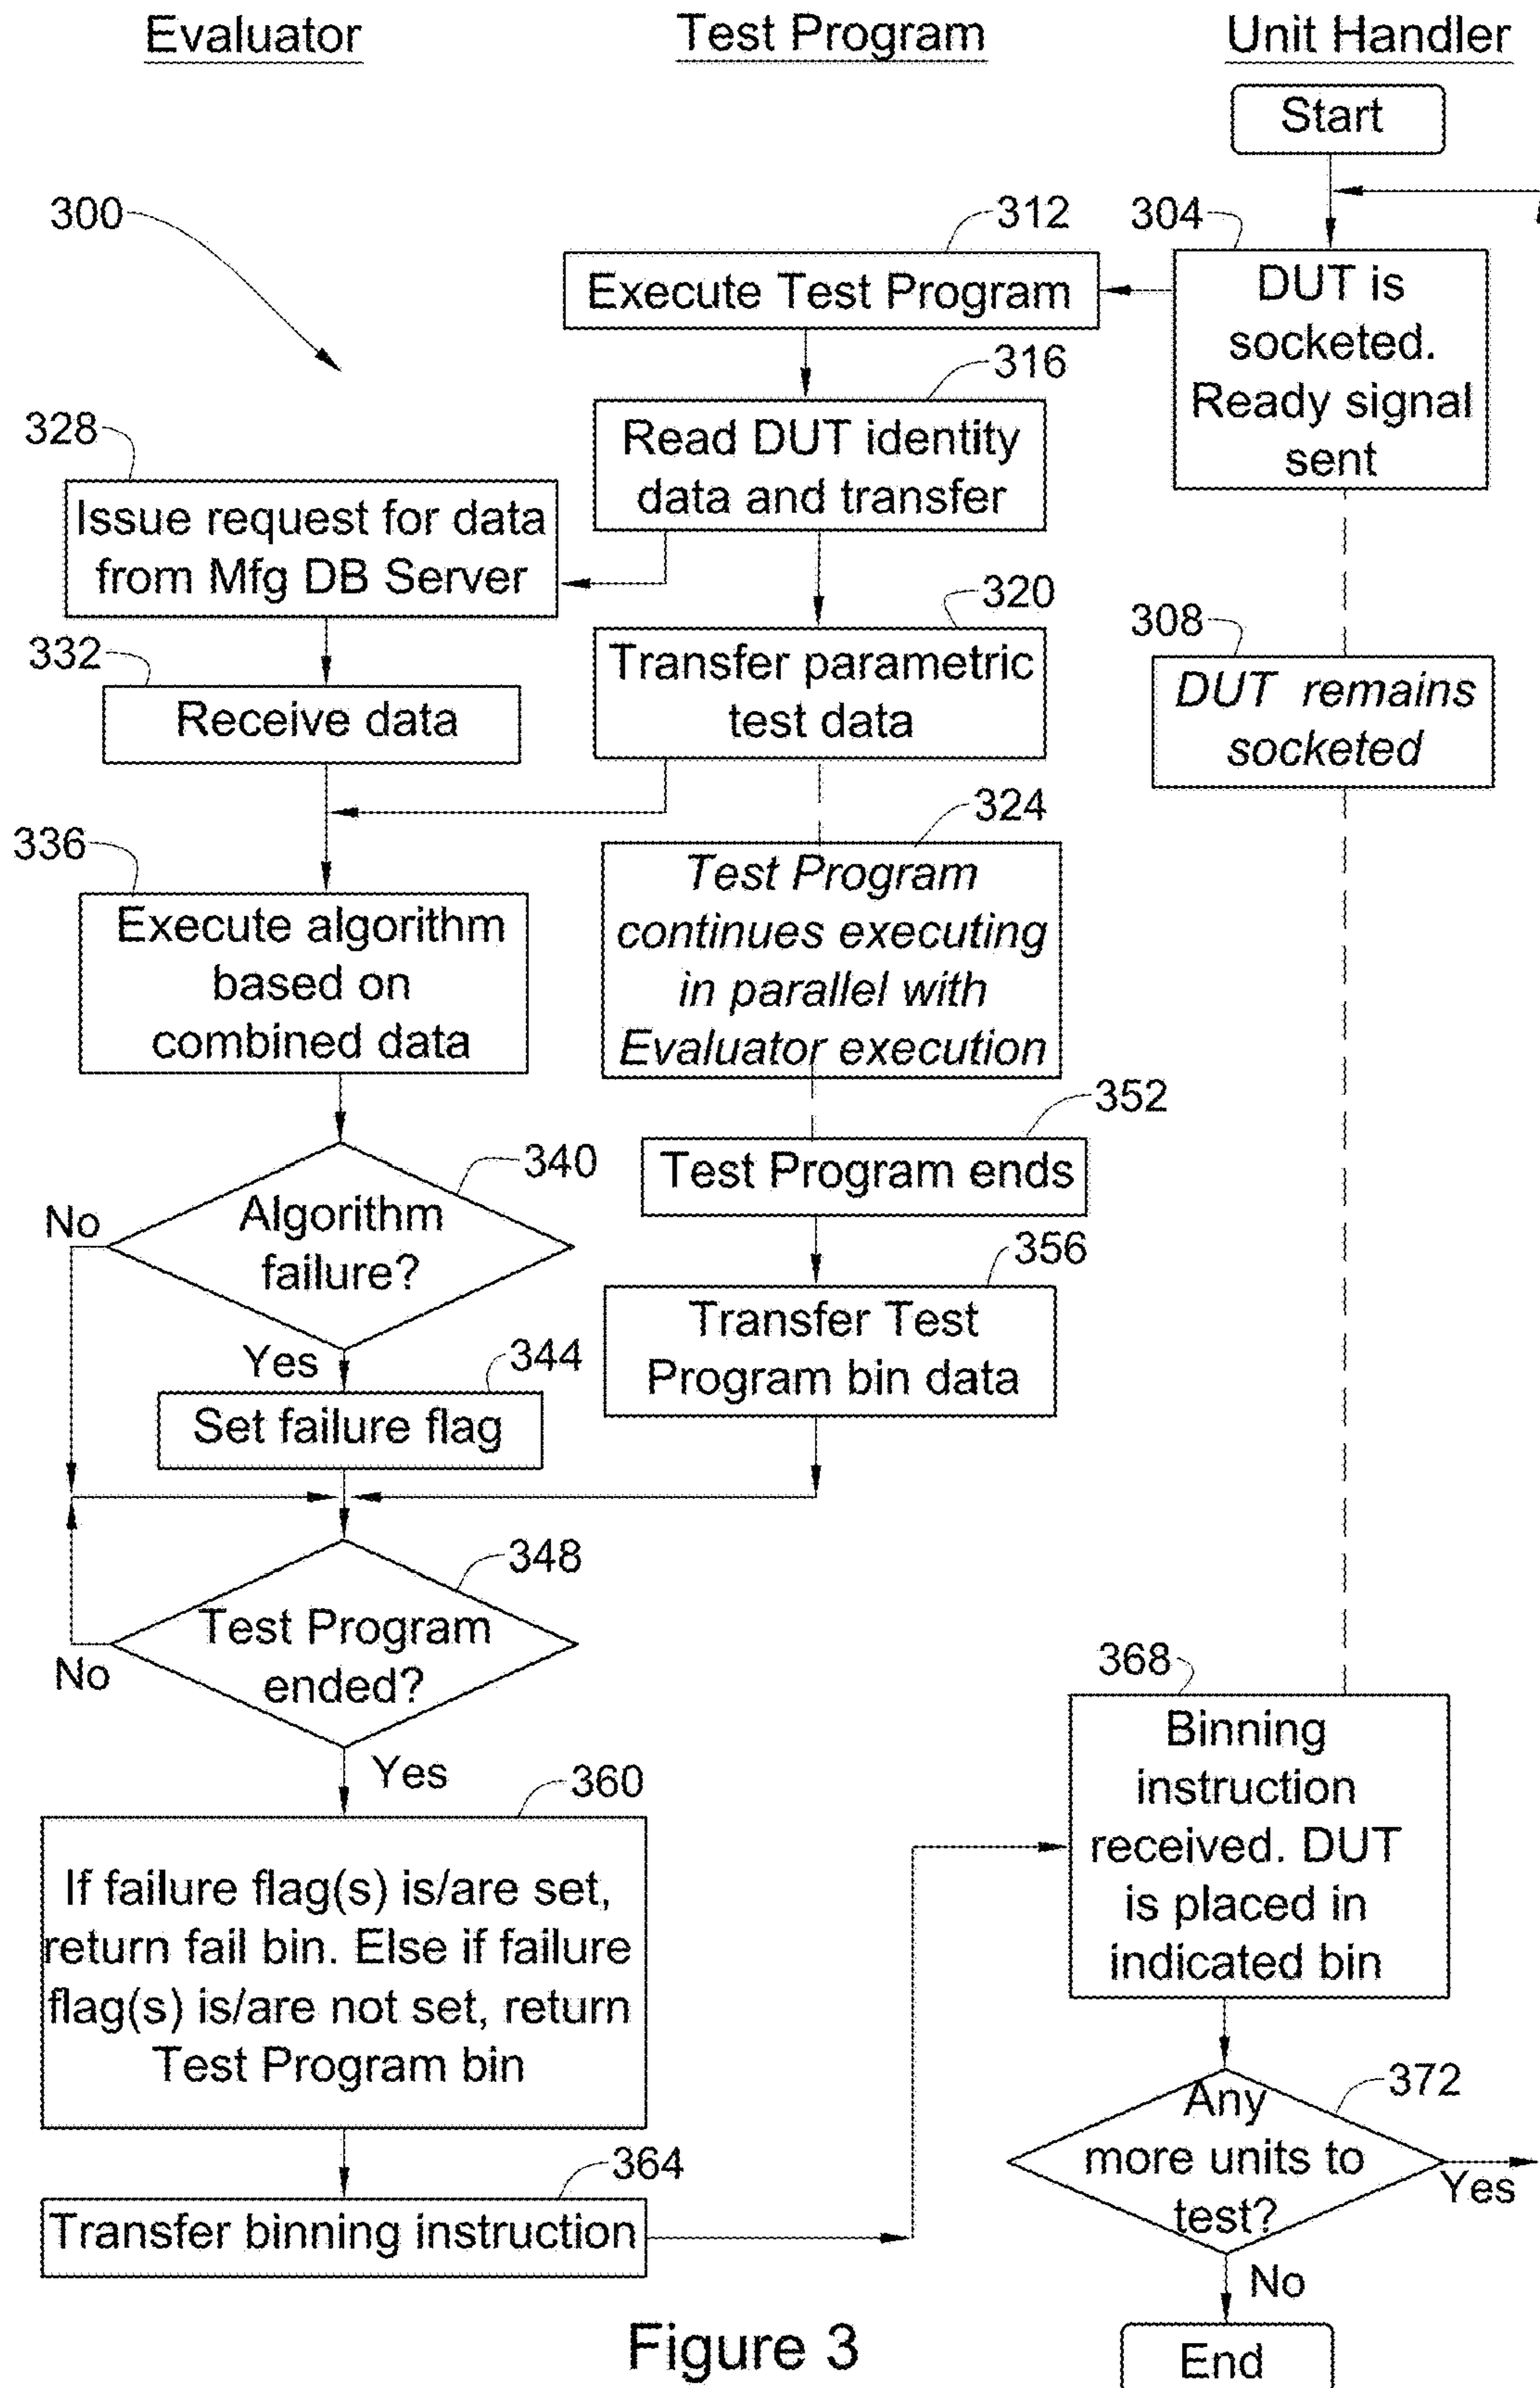 Evaluator
Test Program
Unit Handler
Start
300
312
304
Execute Test Program
DUT is
socketed.
Ready signal
sent
316
Read DUT identity
data and transfer
328
Issue request for data
from Mfg DB Server
320
Transfer parametric
test data
308
DUT remains
socketed
332
Receive data
324
Test Program
continues executing
in parallel with
Evaluator execution
336
Execute algorithm
based on
combined data
352
Test Program ends
340
Algorithm
failure?
No
Yes
356
Transfer Test
Program bin data
344
Set failure flag
348
Test Program
ended?
No
Yes
360
If failure flag(s) is/are set,
return fail bin. Else if failure
flag(s) is/are not set, return
Test Program bin
364
Transfer binning instruction
368
Binning
instruction
received. DUT
is placed in
indicated bin
372
Any
more units to
test?
Yes
No
End
Figure 3